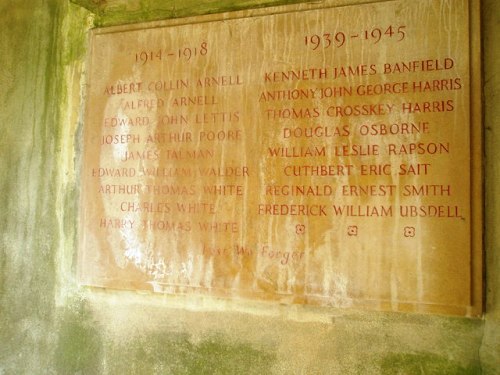 1914-1918
ALBERT COLLIN ARNELL
ALFRED ARNELL
EDWARD JOHN LETTIS
JOSEPH ARTHUR POORE
JAMES TALMAN
EDWARD WILLIAM WALDER
ARTHUR THOMAS WHITE
CHARLES WHITE
HARRY THOMAS WHITE
1939-1945
KENNETH JAMES BANFIELD
ANTHONY JOHN GEORGE HARRIS
THOMAS CROSSKEY HARRIS
DOUGLAS OSBORNE
WILLIAM LESLIE RAPSON
CUTHBERT ERIC SAIT
REGINALD ERNEST SMITH
FREDERICK WILLIAM UBSDELL
Lest We Forget